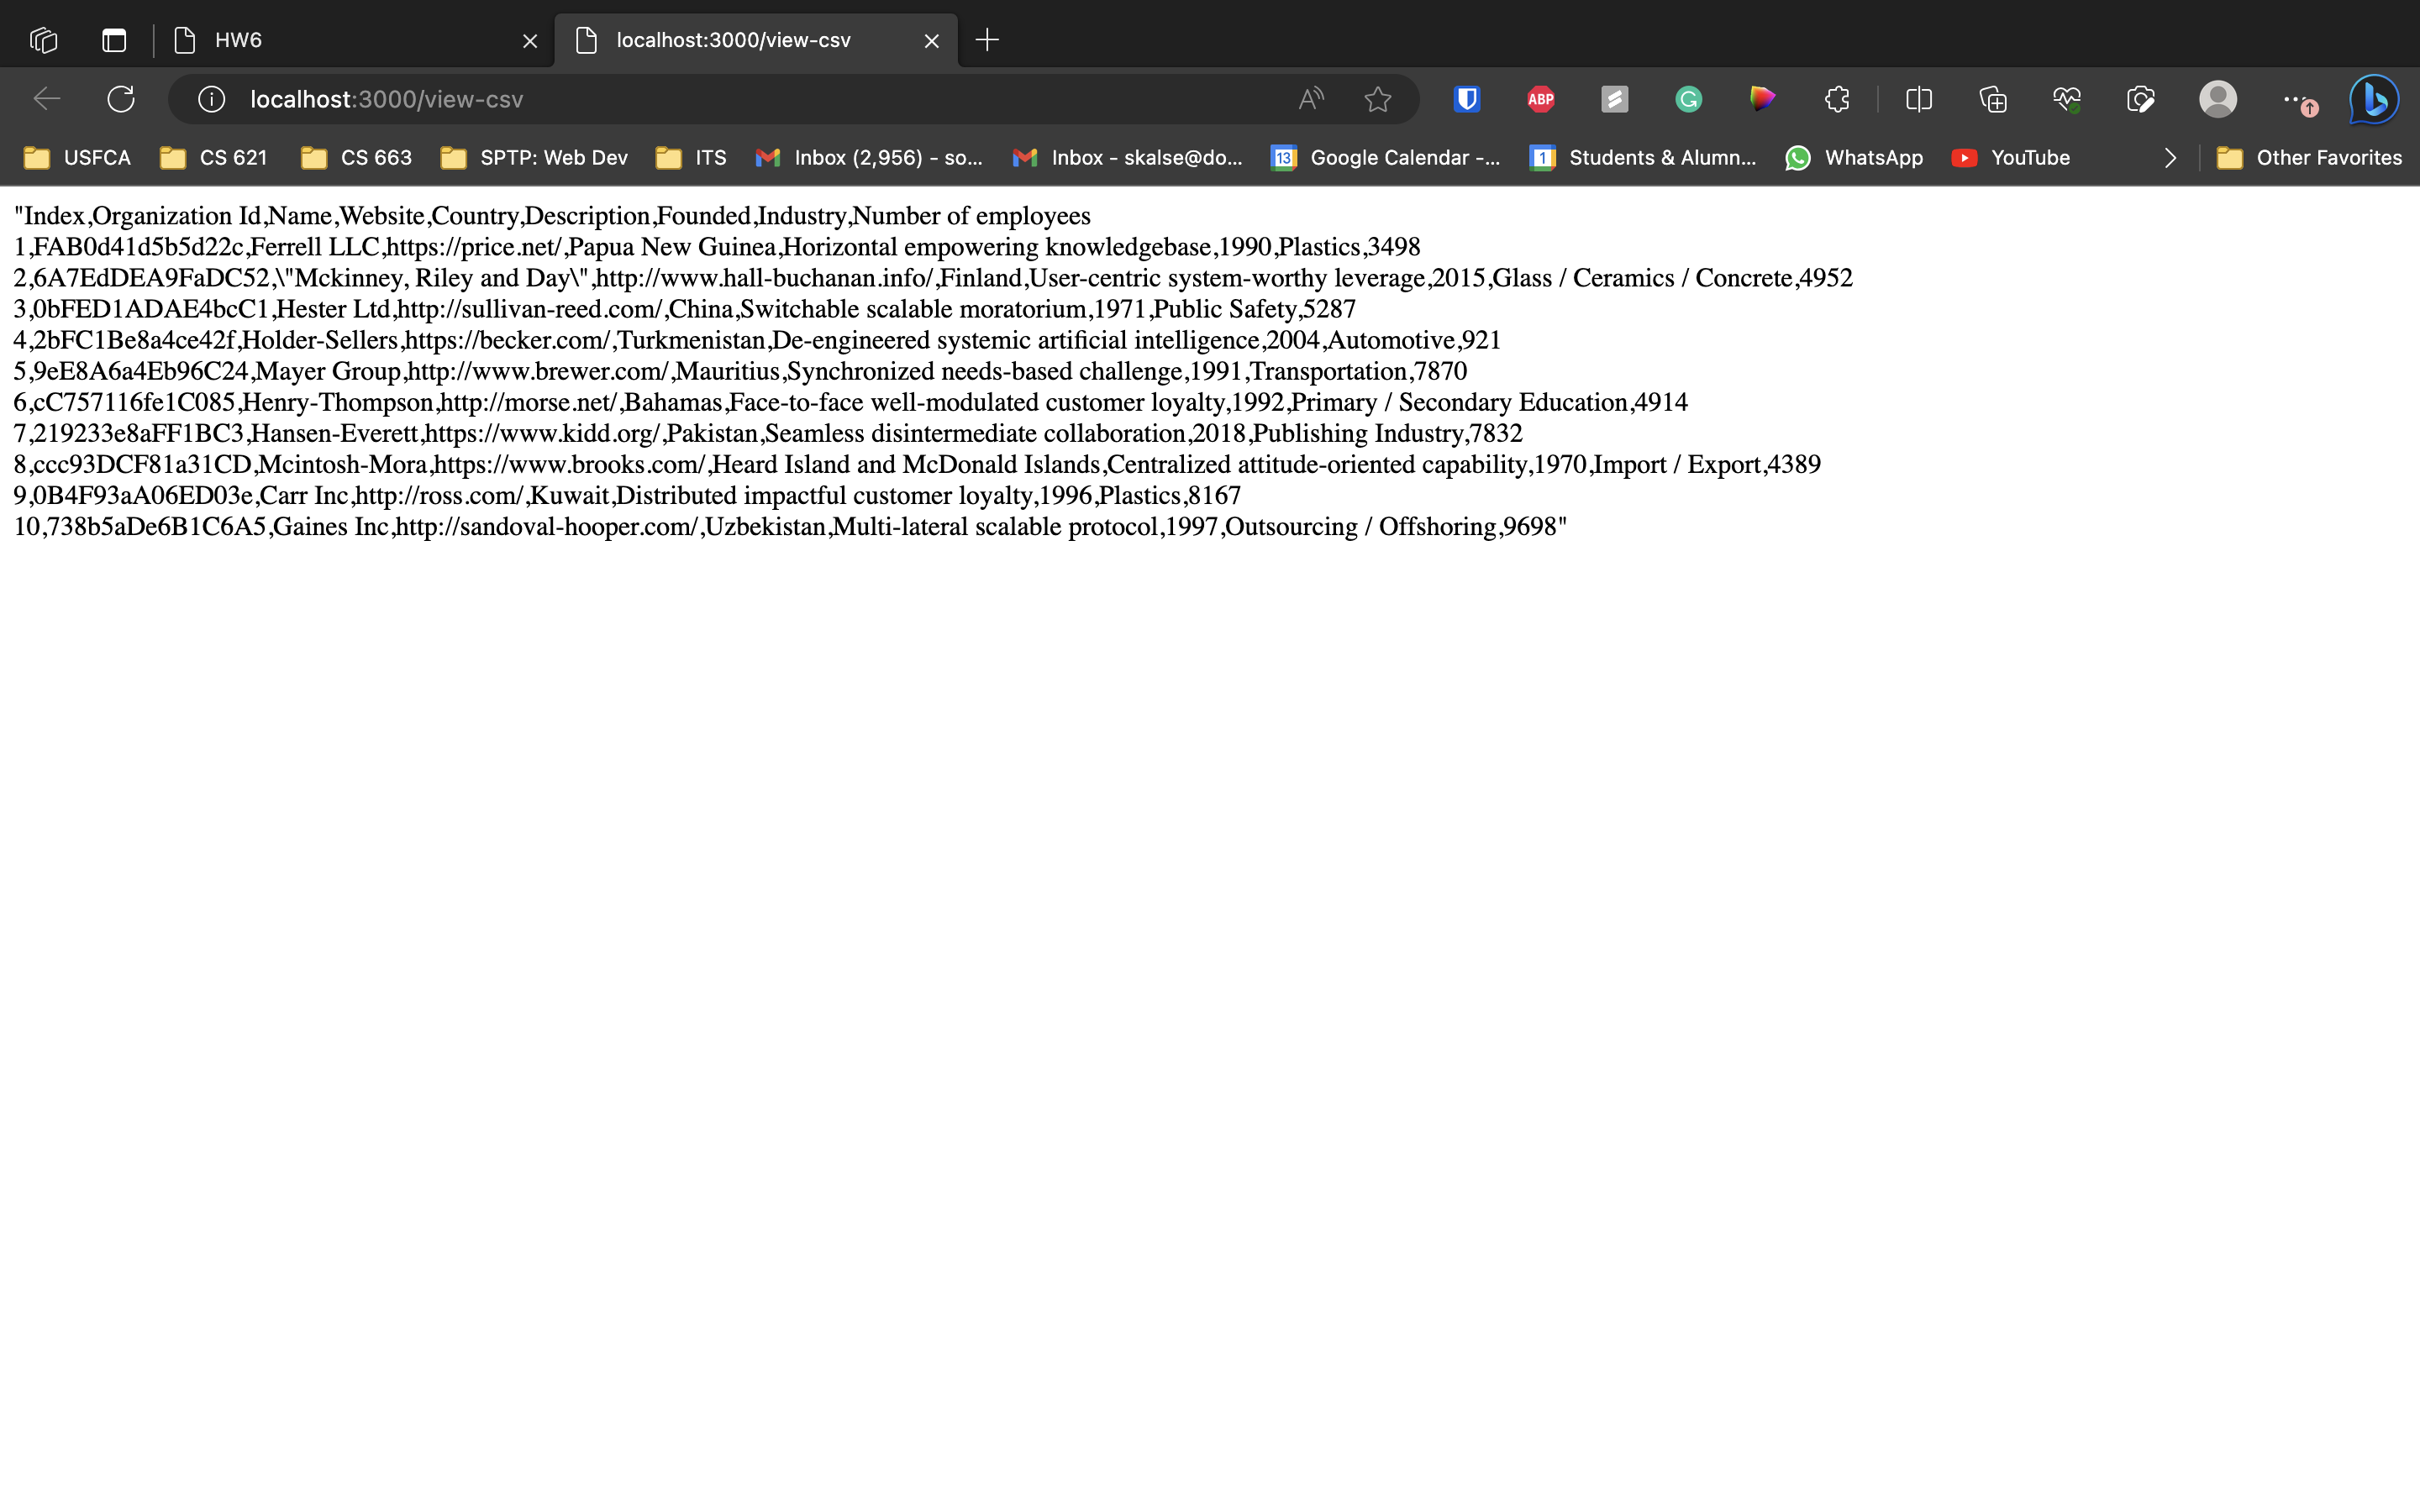 HW6
localhost:3000/view-csv
localhost:3000/view-csv
ABP
USFCA CS 621 CS 663 SPTP: Web Dev ITS Inbox (2,956) - so... Inbox - skalse@do... 13 Google Calendar -... 1 Students & Alumn... WhatsApp YouTube Other Favorites
"Index,Organization Id,Name,Website,Country,Description,Founded,Industry,Number of employees
1,FAB0d41d5b5d22c,Ferrell LLC,https://price.net/,Papua New Guinea,Horizontal empowering knowledgebase,1990,Plastics,3498
2,6A7EdDEA9FaDC52,\"Mckinney, Riley and Day\",http://www.hall-buchanan.info/,Finland,User-centric system-worthy leverage,2015,Glass / Ceramics / Concrete,4952
3,0bFED1ADAE4bcC1,Hester Ltd,http://sullivan-reed.com/,China,Switchable scalable moratorium,1971,Public Safety,5287
4,2bFC1Be8a4ce42f,Holder-Sellers,https://becker.com/,Turkmenistan,De-engineered systemic artificial intelligence,2004,Automotive,921
5,9eE8A6a4Eb96C24,Mayer Group,http://www.brewer.com/,Mauritius,Synchronized needs-based challenge,1991,Transportation,7870
6,cC757116fe1C085,Henry-Thompson,http://morse.net/,Bahamas,Face-to-face well-modulated customer loyalty,1992,Primary / Secondary Education,4914
7,219233e8aFF1BC3,Hansen-Everett,https://www.kidd.org/,Pakistan,Seamless disintermediate collaboration,2018,Publishing Industry,7832
8,ccc93DCF81a31CD,Mcintosh-Mora,https://www.brooks.com/,Heard Island and McDonald Islands,Centralized attitude-oriented capability,1970,Import / Export,4389
9,0B4F93aA06ED03e,Carr Inc,http://ross.com/,Kuwait,Distributed impactful customer loyalty,1996,Plastics,8167
10,738b5aDe6B1C6A5,Gaines Inc,http://sandoval-hooper.com/,Uzbekistan,Multi-lateral scalable protocol,1997,Outsourcing / Offshoring,9698"